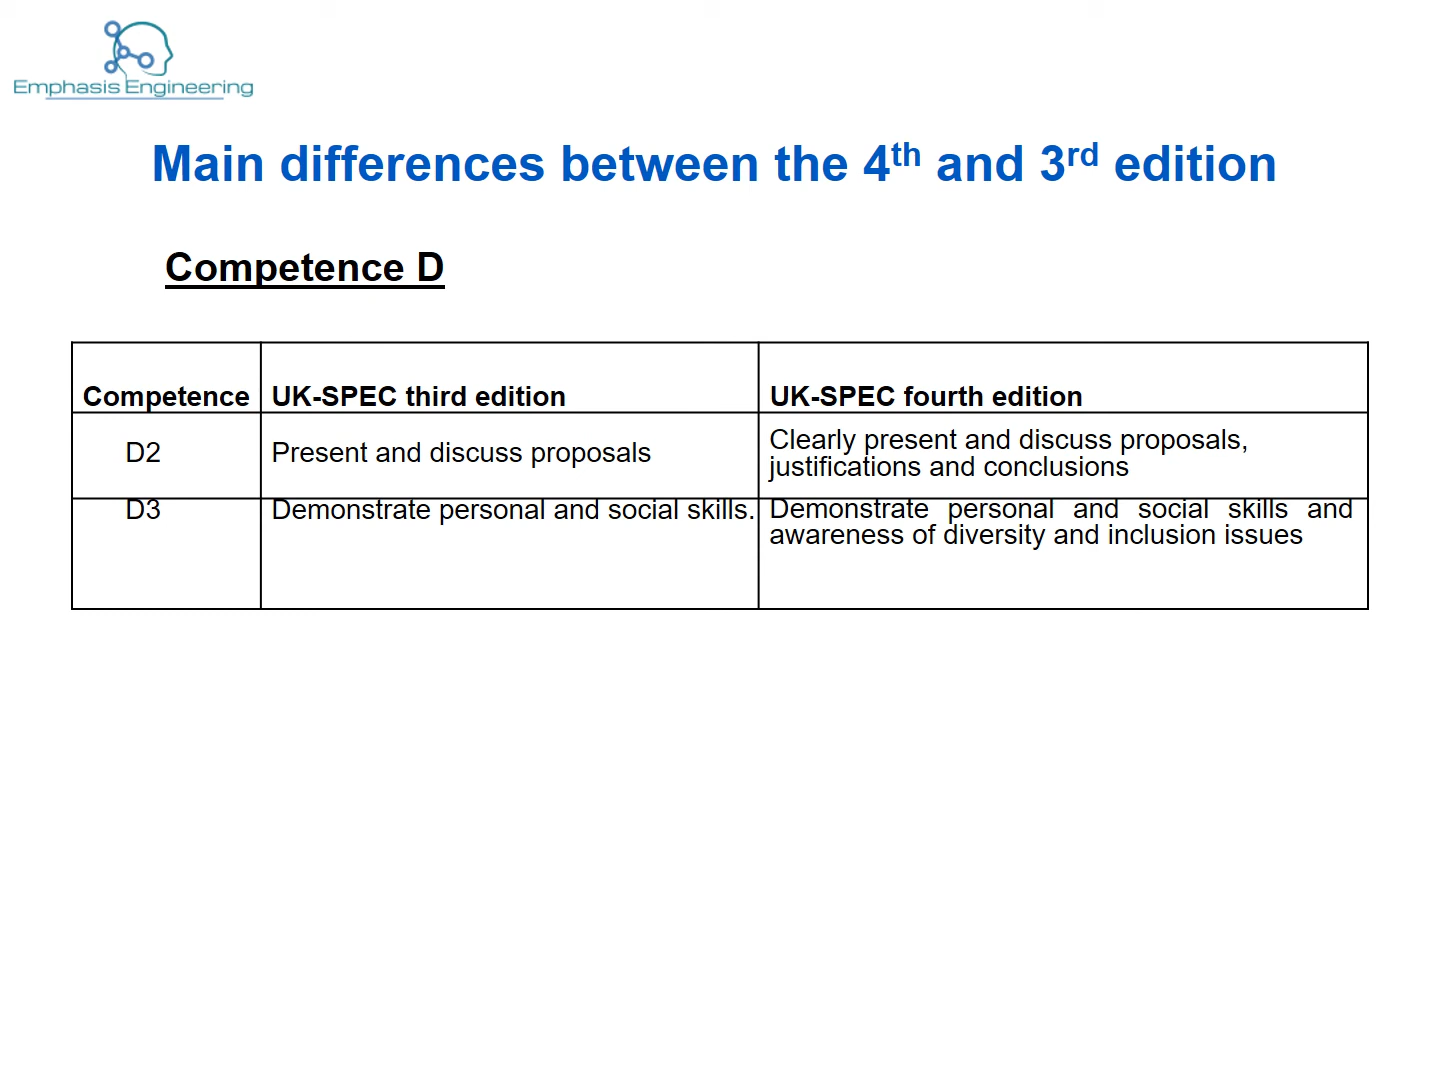 Emphasis Engineering
Main differences between the 4th and 3rd edition
Competence D
Competence
UK-SPEC third edition
UK-SPEC fourth edition
D2
Present and discuss proposals
Clearly present and discuss proposals,
justifications and conclusions
D3
Demonstrate personal and social skills.
Demonstrate personal and social skills and
awareness of diversity and inclusion issues